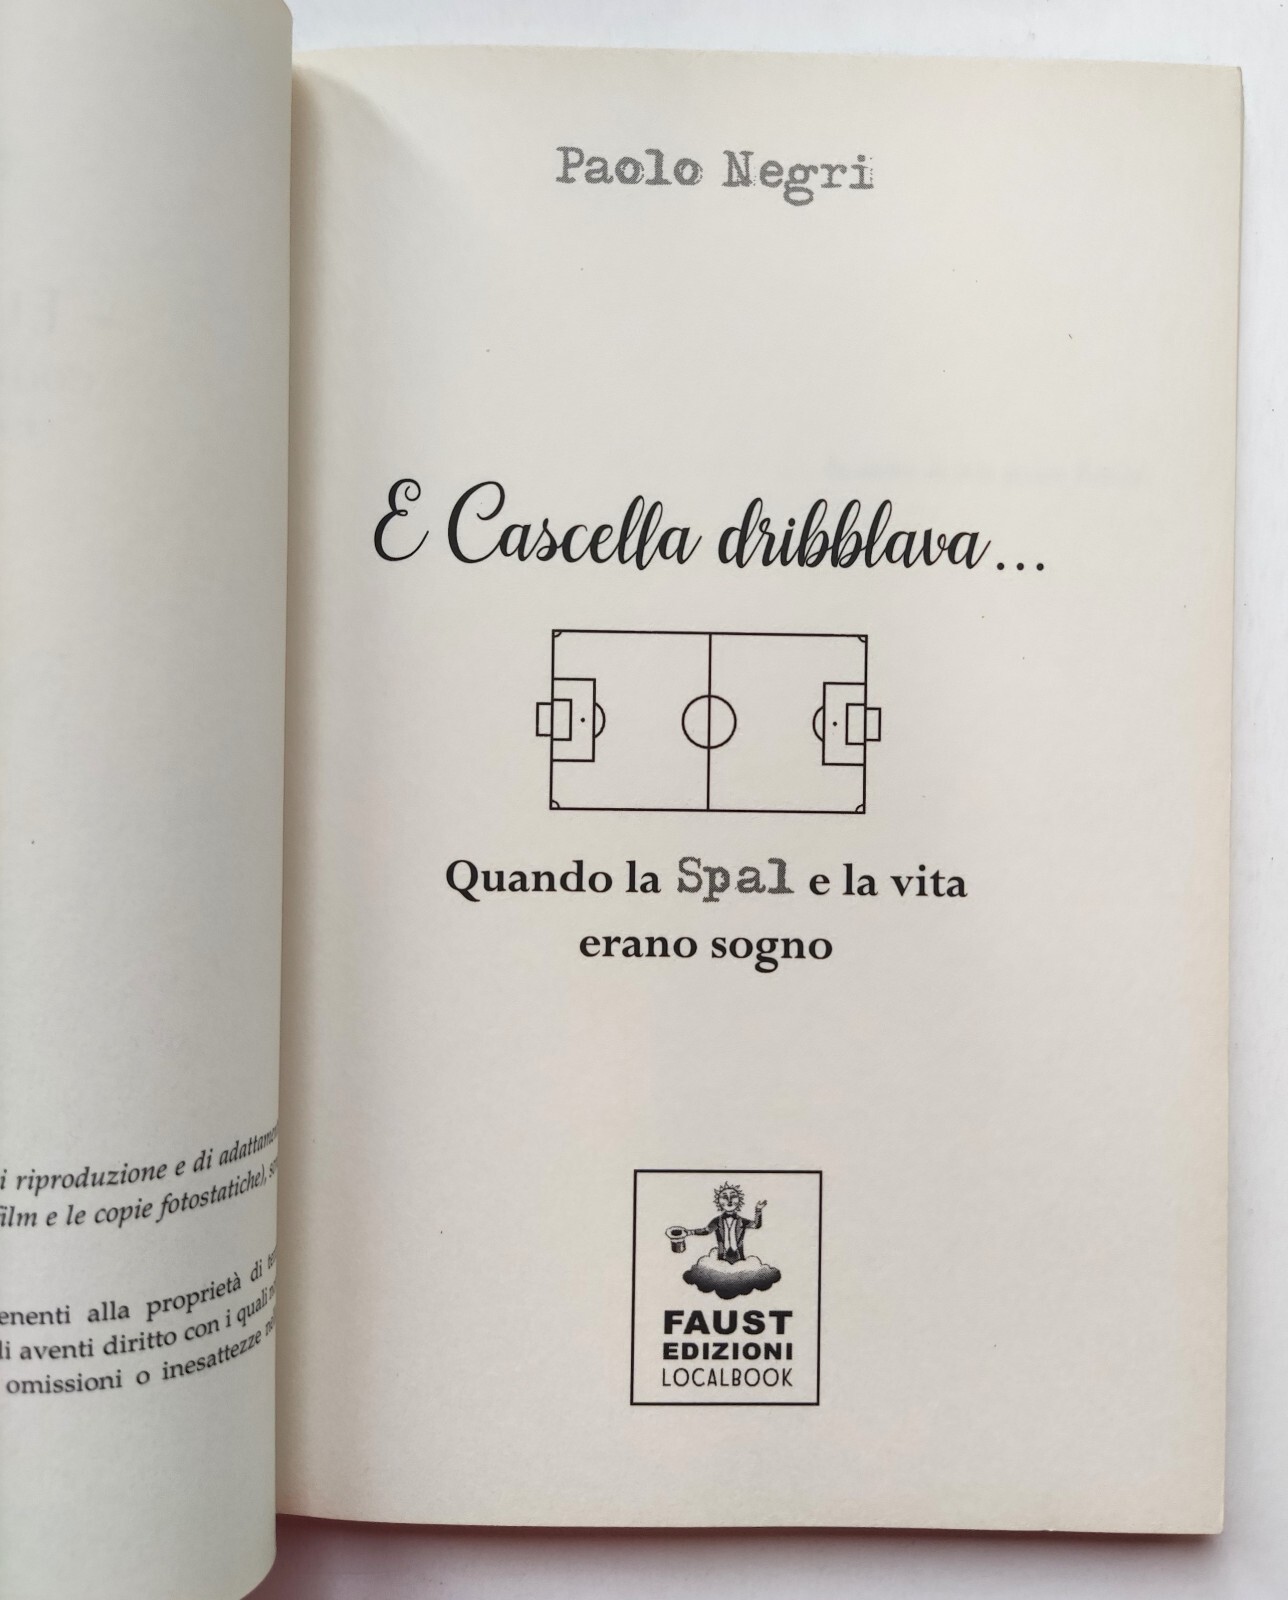 i riproduzione e di
film e le copie fotostatiche),
enenti alla proprietà di
li aventi diritto con i quali
omissioni o inesattezze
Paolo Negri
E Cascella dribblava...
Quando la Spal e la vita
erano sogno
FAUST
EDIZIONI
LOCALBOOK